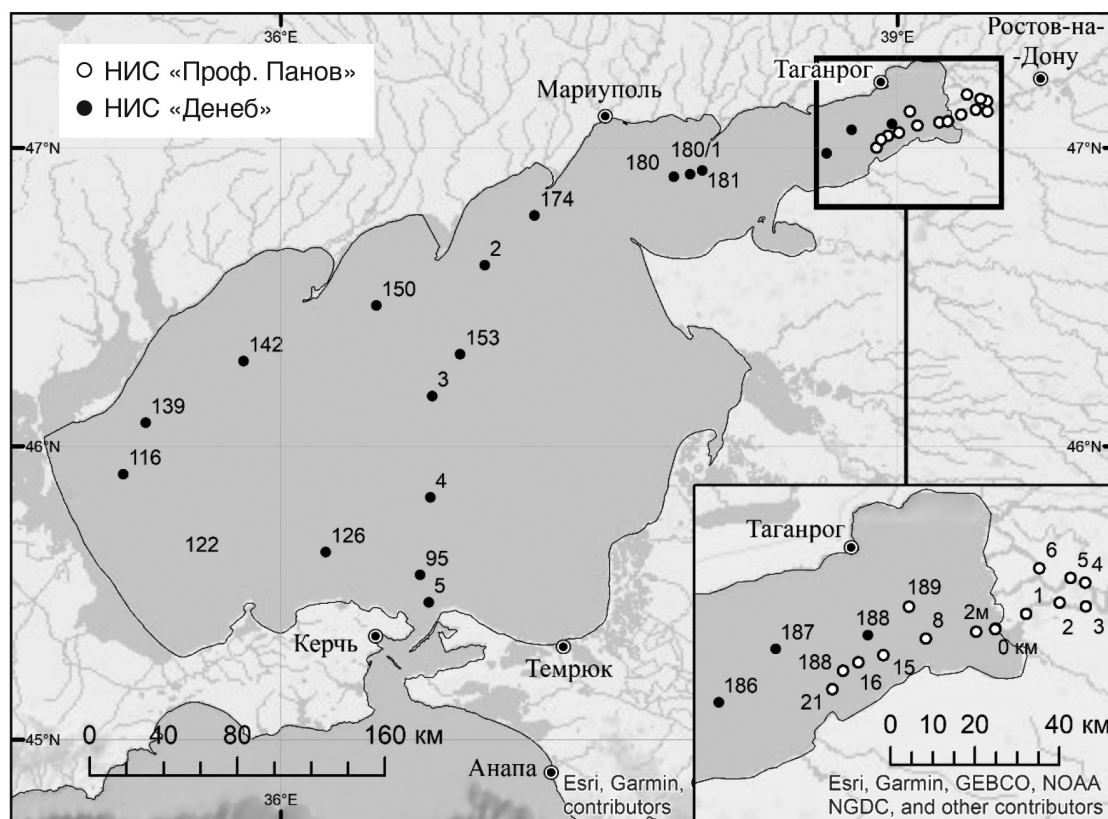 36°E
39°E
НИС «Проф. Панов»
НИС «Денеб»
Ростов-на-
-Дону
Таганрог
Мариуполь
47°N
47°N
180/1
180
181
174
2
150
153
142
3
139
46°N
46°N
116
4
122
126
95
5
Керчь
Темрюк
0 40 80 160 км
45°N
Анапа
Esri, Garmin,
contributors
36°E
Таганрог
6
5
4
189
188
1
8
2м
2
3
187
0 км
188
15
16
186
21
0 10 20 40 км
Esri, Garmin, GEBCO, NOAA
NGDC, and other contributors